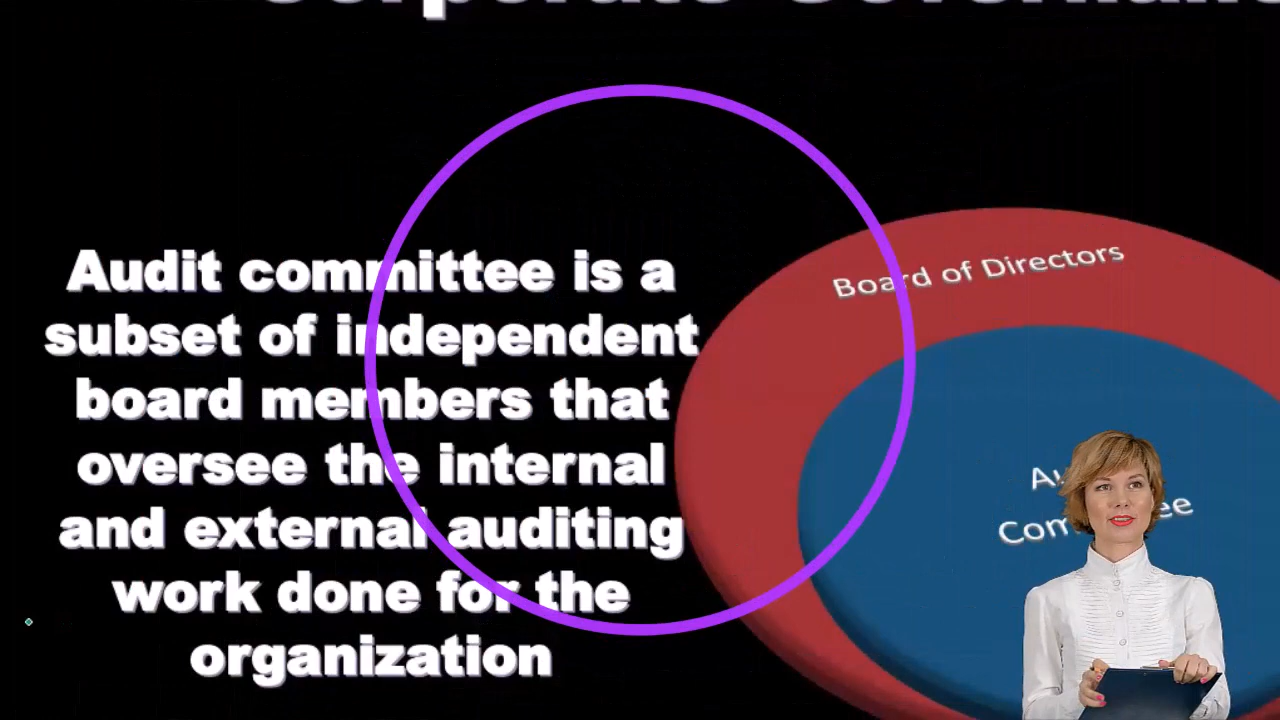 Corporate
Audit committee is a
subset of independent
board members that
oversee the internal
and external auditing
work done for the
organization
Board of Directors